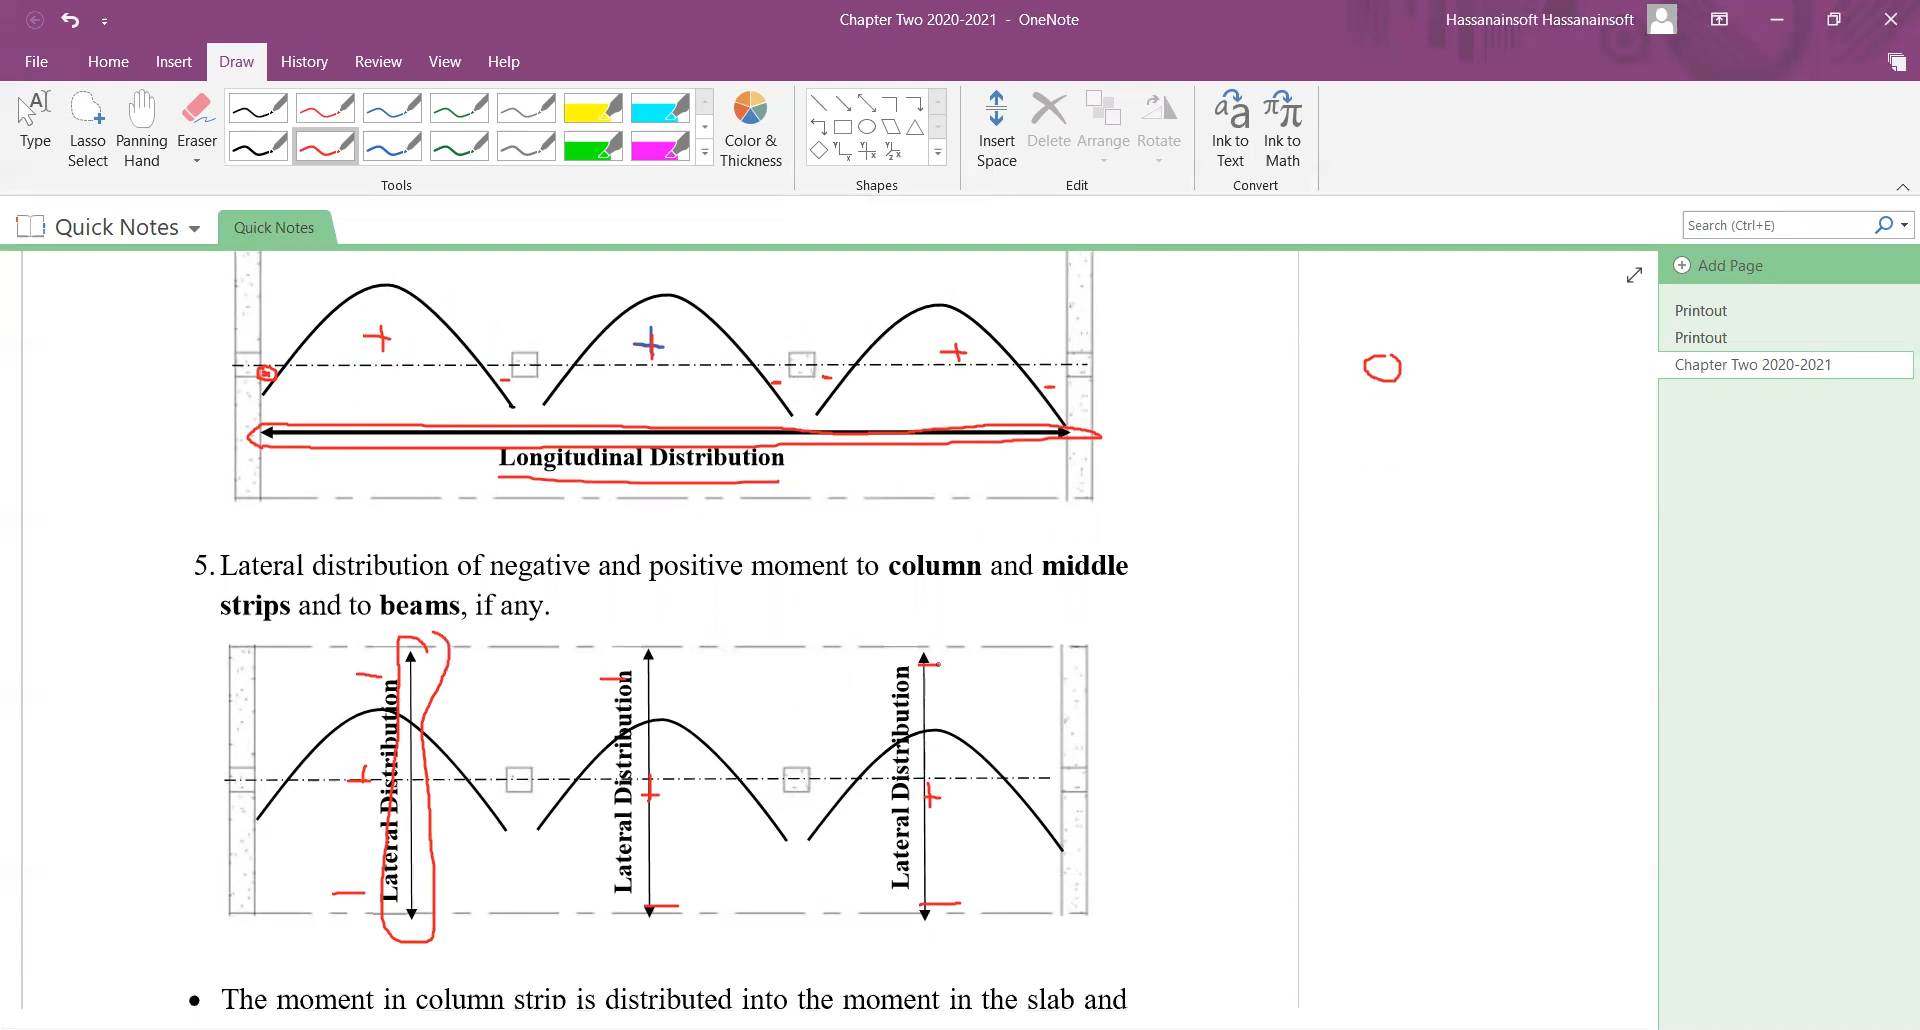 Chapter Two 2020-2021 - OneNote
Hassanainsoft Hassanainsoft
File Home Insert Draw History Review View Help
Type
Lasso Select
Panning Hand
Eraser
Color & Thickness
Insert Space
Delete
Arrange
Rotate
Ink to Text
Ink to Math
Tools
Shapes
Edit
Convert
Quick Notes
Quick Notes
Search (Ctrl+E)
Add Page
Printout
Printout
Chapter Two 2020-2021
+ + +
- - - -
Longitudinal Distribution
5. Lateral distribution of negative and positive moment to column and middle
strips and to beams, if any.
Lateral Distribution
Lateral Distribution
Lateral Distribution
+ + +
• The moment in column strip is distributed into the moment in the slab and